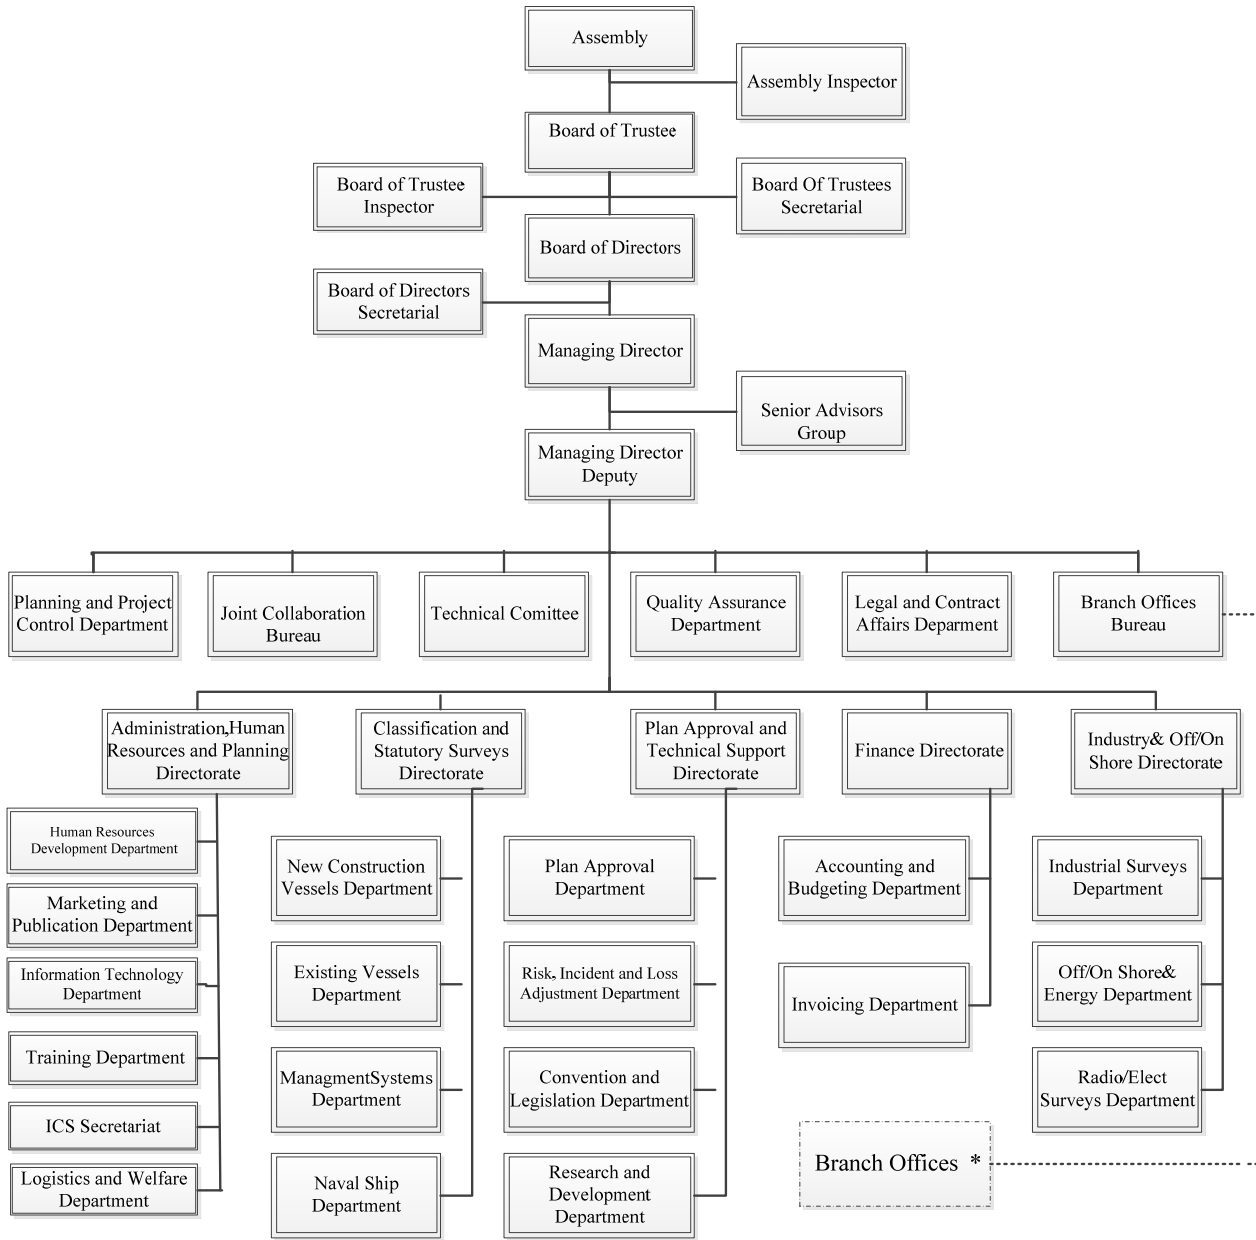 Assembly
Assembly Inspector
Board of Trustee
Board of Trustee
Inspector
Board Of Trustees
Secretarial
Board of Directors
Board of Directors
Secretarial
Managing Director
Senior Advisors
Group
Managing Director
Deputy
Planning and Project
Control Department
Joint Collaboration
Bureau
Technical Comittee
Quality Assurance
Department
Legal and Contract
Affairs Deparment
Branch Offices
Bureau
Administration,Human
Resources and Planning
Directorate
Classification and
Statutory Surveys
Directorate
Plan Approval and
Technical Support
Directorate
Finance Directorate
Industry& Off/On
Shore Directorate
Human Resources
Development Department
Marketing and
Publication Department
Information Technology
Department
Training Department
ICS Secretariat
Logistics and Welfare
Department
New Construction
Vessels Department
Existing Vessels
Department
ManagmentSystems
Department
Naval Ship
Department
Plan Approval
Department
Risk, Incident and Loss
Adjustment Department
Convention and
Legislation Department
Research and
Development
Department
Accounting and
Budgeting Department
Invoicing Department
Industrial Surveys
Department
Off/On Shore&
Energy Department
Radio/Elect
Surveys Department
Branch Offices *